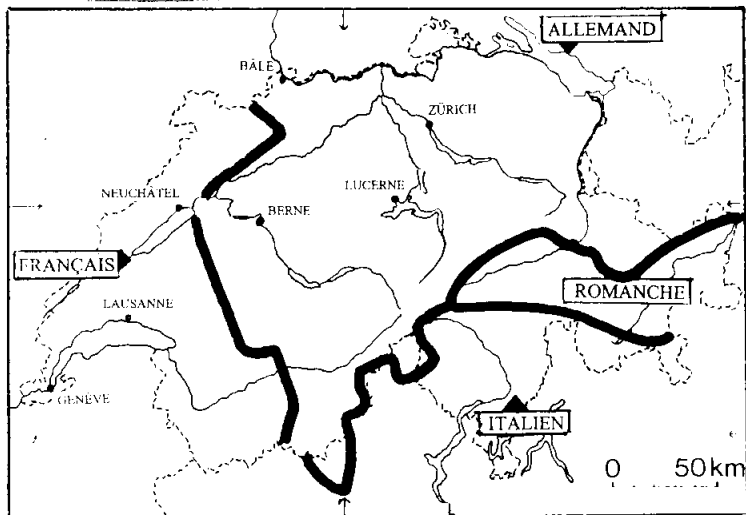 ALLEMAND
BÂLE
ZÜRICH
NEUCHÂTEL
LUCERNE
BERNE
FRANÇAIS
ROMANCHE
LAUSANNE
GENÈVE
ITALIEN
0 50km